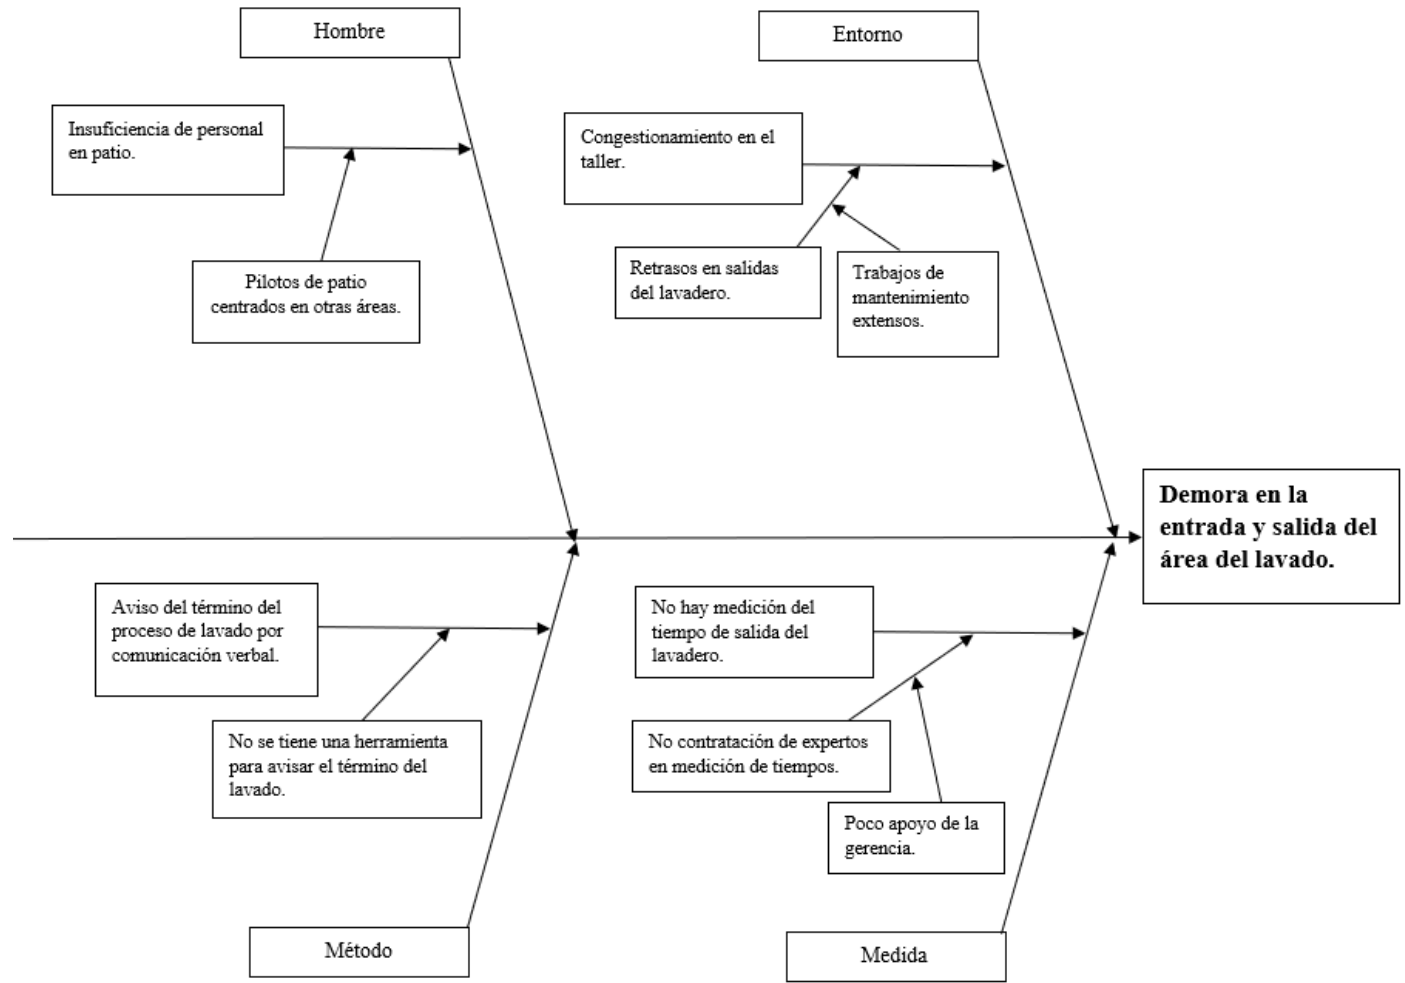 Hombre
Entorno
Insuficiencia de personal
en patio.
Congestionamiento en el
taller.
Pilotos de patio
centrados en otras áreas.
Retrasos en salidas
del lavadero.
Trabajos de
mantenimiento
extensos.
Demora en la
entrada y salida del
área del lavado.
Aviso del término del
proceso de lavado por
comunicación verbal.
No hay medición del
tiempo de salida del
lavadero.
No se tiene una herramienta
para avisar el término del
lavado.
No contratación de expertos
en medición de tiempos.
Poco apoyo de la
gerencia.
Método
Medida